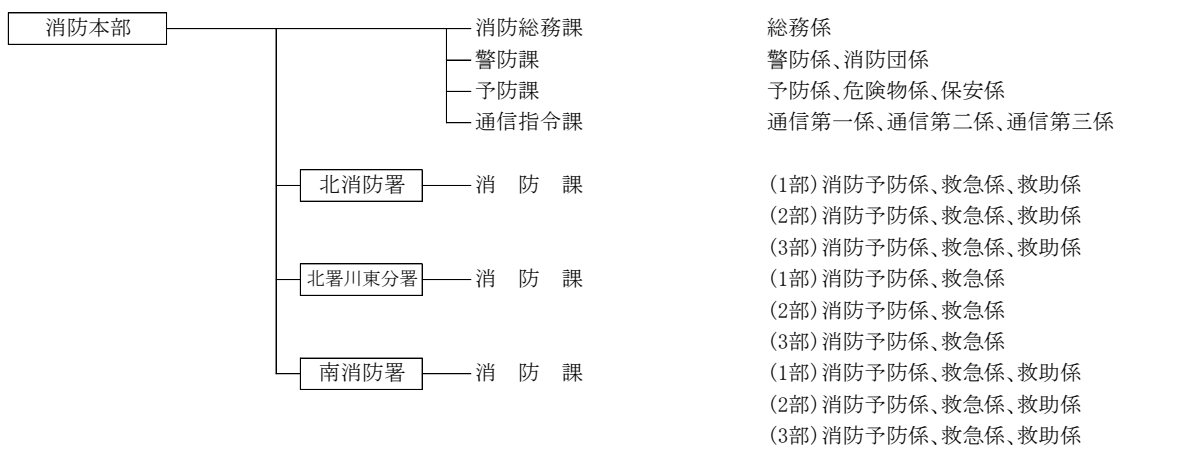 消防本部 消防総務課 総務係
警防課 警防係、消防団係
予防課 予防係、危険物係、保安係
通信指令課 通信第一係、通信第二係、通信第三係
北消防署 消防課 (1部)消防予防係、救急係、救助係
(2部)消防予防係、救急係、救助係
(3部)消防予防係、救急係、救助係
北署川東分署 消防課 (1部)消防予防係、救急係
(2部)消防予防係、救急係
(3部)消防予防係、救急係
南消防署 消防課 (1部)消防予防係、救急係、救助係
(2部)消防予防係、救急係、救助係
(3部)消防予防係、救急係、救助係